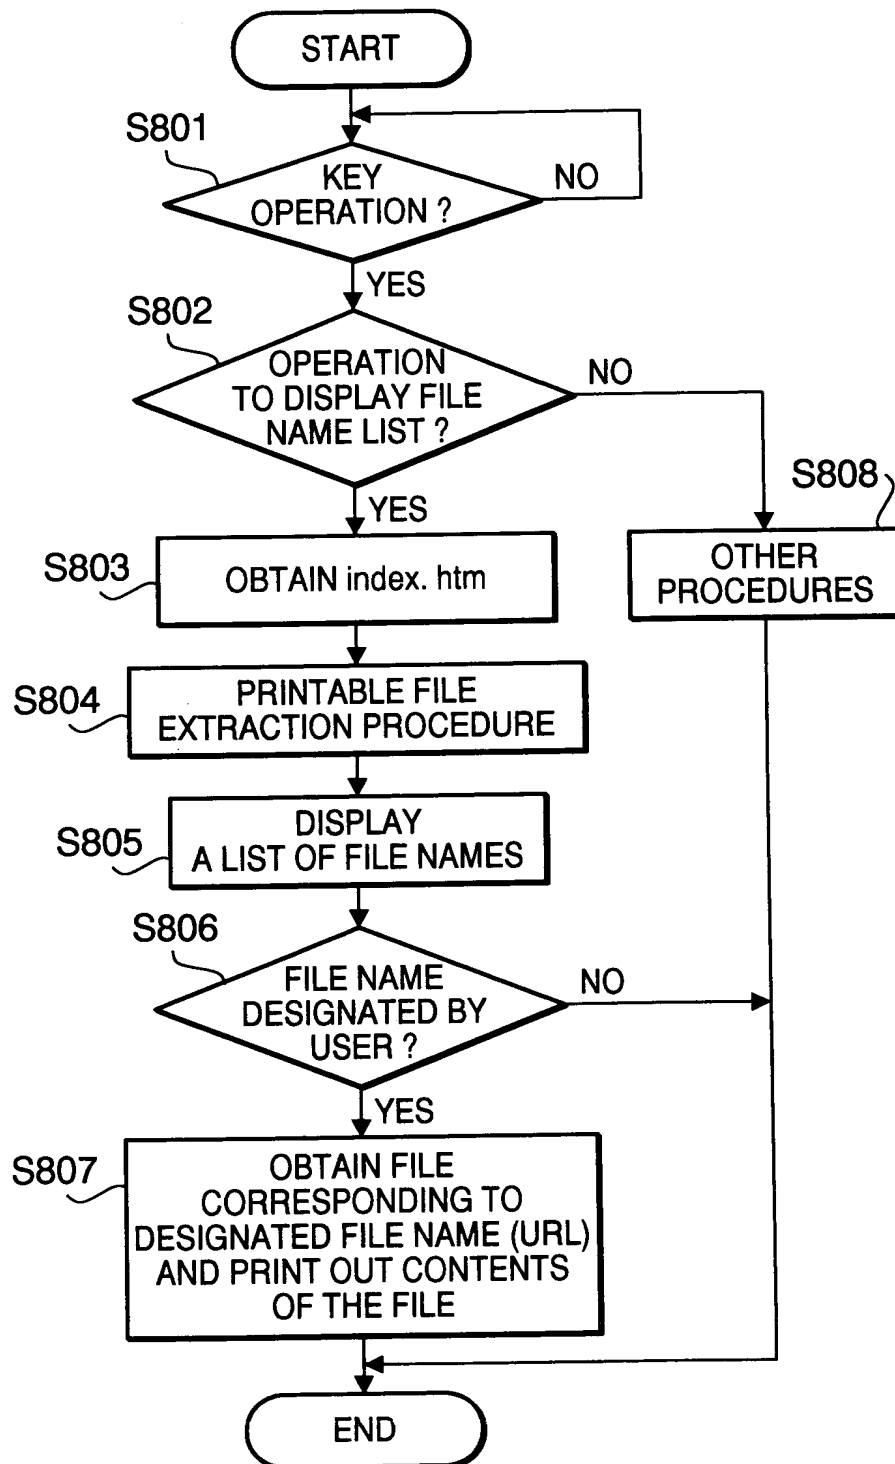 START
S801
KEY
OPERATION ?
NO
YES
S802
OPERATION
TO DISPLAY FILE
NAME LIST ?
NO
YES
S808
OTHER
PROCEDURES
S803
OBTAIN index. htm
S804
PRINTABLE FILE
EXTRACTION PROCEDURE
S805
DISPLAY
A LIST OF FILE NAMES
S806
FILE NAME
DESIGNATED BY
USER ?
NO
YES
S807
OBTAIN FILE
CORRESPONDING TO
DESIGNATED FILE NAME (URL)
AND PRINT OUT CONTENTS
OF THE FILE
END